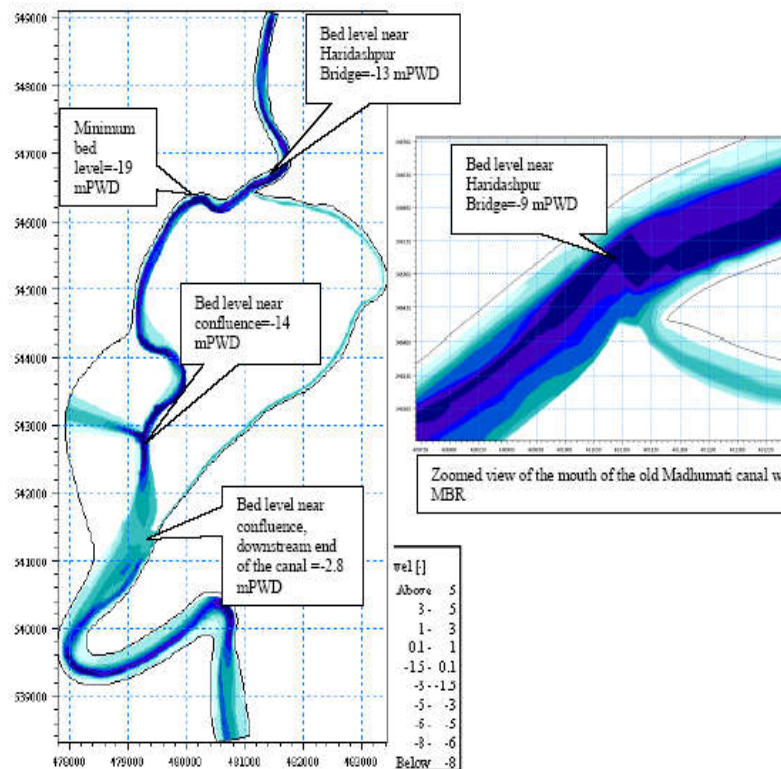 549000
548000
547000
546000
545000
544000
543000
542000
541000
540000
539000
478000 479000 480000 481000 482000 483000
Bed level near
Haridashpur
Bridge=-13 mPWD
Minimum
bed
level=-19
mPWD
Bed level near
confluence=-14
mPWD
Bed level near
confluence,
downstream end
of the canal =-2.8
mPWD
Bed level near
Haridashpur
Bridge=-9 mPWD
Zoomed view of the mouth of the old Madhumati canal w
MBR
vel [-]
Above 5
3 - 5
1 - 3
0.1 - 1
-1.5 - 0.1
-3 - -1.5
-5 - -3
-6 - -5
-8 - -6
Below -8